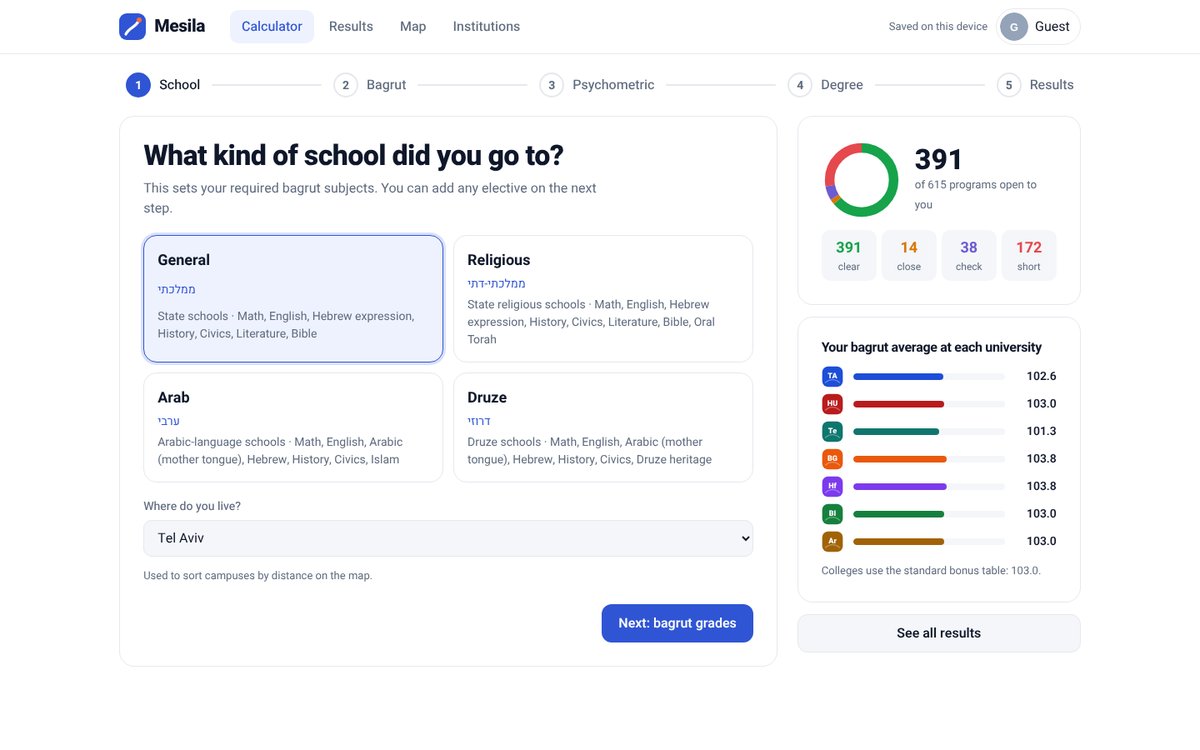 Mesila
Calculator
Results
Map
Institutions
Saved on this device
G
Guest
1
School
2
Bagrut
3
Psychometric
4
Degree
5
Results
What kind of school did you go to?
This sets your required bagrut subjects. You can add any elective on the next
step.
General
ממלכתי
State schools · Math, English, Hebrew expression,
History, Civics, Literature, Bible
Religious
ממלכתי-דתי
State religious schools · Math, English, Hebrew
expression, History, Civics, Literature, Bible, Oral
Torah
Arab
ערבי
Arabic-language schools · Math, English, Arabic
(mother tongue), Hebrew, History, Civics, Islam
Druze
דרוזי
Druze schools · Math, English, Arabic (mother
tongue), Hebrew, History, Civics, Druze heritage
Where do you live?
Tel Aviv
Used to sort campuses by distance on the map.
Next: bagrut grades
391
of 615 programs open to
you
391
clear
14
close
38
check
172
short
Your bagrut average at each university
TA
102.6
HU
103.0
Te
101.3
BG
103.8
Hf
103.8
BI
103.0
Ar
103.0
Colleges use the standard bonus table: 103.0.
See all results